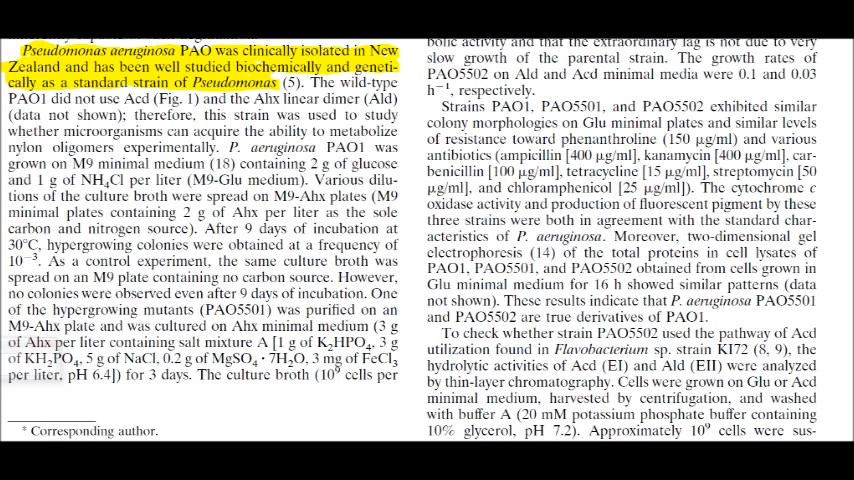 Pseudomonas aeruginosa PAO was clinically isolated in New
Zealand and has been well studied biochemically and geneti-
cally as a standard strain of Pseudomonas (5). The wild-type
PAO1 did not use Acd (Fig. 1) and the Ahx linear dimer (Ald)
(data not shown); therefore, this strain was used to study
whether microorganisms can acquire the ability to metabolize
nylon oligomers experimentally. P. aeruginosa PAO1 was
grown on M9 minimal medium (18) containing 2 g of glucose
and 1 g of NH4Cl per liter (M9-Glu medium). Various dilu-
tions of the culture broth were spread on M9-Ahx plates (M9
minimal plates containing 2 g of Ahx per liter as the sole
carbon and nitrogen source). After 9 days of incubation at
30°C, hypergrowing colonies were obtained at a frequency of
10⁻³. As a control experiment, the same culture broth was
spread on an M9 plate containing no carbon source. However,
no colonies were observed even after 9 days of incubation. One
of the hypergrowing mutants (PAO5501) was purified on an
M9-Ahx plate and was cultured on Ahx minimal medium (3 g
of Ahx per liter containing salt mixture A [1 g of K2HPO4, 3 g
of KH2PO4, 5 g of NaCl, 0.2 g of MgSO4 · 7H2O, 3 mg of FeCl3
per liter, pH 6.4]) for 3 days. The culture broth (10⁹ cells per
* Corresponding author.
bolic activity and that the extraordinary lag is not due to very
slow growth of the parental strain. The growth rates of
PAO5502 on Ald and Acd minimal media were 0.1 and 0.03
h⁻¹, respectively.
Strains PAO1, PAO5501, and PAO5502 exhibited similar
colony morphologies on Glu minimal plates and similar levels
of resistance toward phenanthroline (150 μg/ml) and various
antibiotics (ampicillin [400 μg/ml], kanamycin [400 μg/ml], car-
benicillin [100 μg/ml], tetracycline [15 μg/ml], streptomycin [50
μg/ml], and chloramphenicol [25 μg/ml]). The cytochrome c
oxidase activity and production of fluorescent pigment by these
three strains were both in agreement with the standard char-
acteristics of P. aeruginosa. Moreover, two-dimensional gel
electrophoresis (14) of the total proteins in cell lysates of
PAO1, PAO5501, and PAO5502 obtained from cells grown in
Glu minimal medium for 16 h showed similar patterns (data
not shown). These results indicate that P. aeruginosa PAO5501
and PAO5502 are true derivatives of PAO1.
To check whether strain PAO5502 used the pathway of Acd
utilization found in Flavobacterium sp. strain KI72 (8, 9), the
hydrolytic activities of Acd (EI) and Ald (EII) were analyzed
by thin-layer chromatography. Cells were grown on Glu or Acd
minimal medium, harvested by centrifugation, and washed
with buffer A (20 mM potassium phosphate buffer containing
10% glycerol, pH 7.2). Approximately 10⁹ cells were sus-